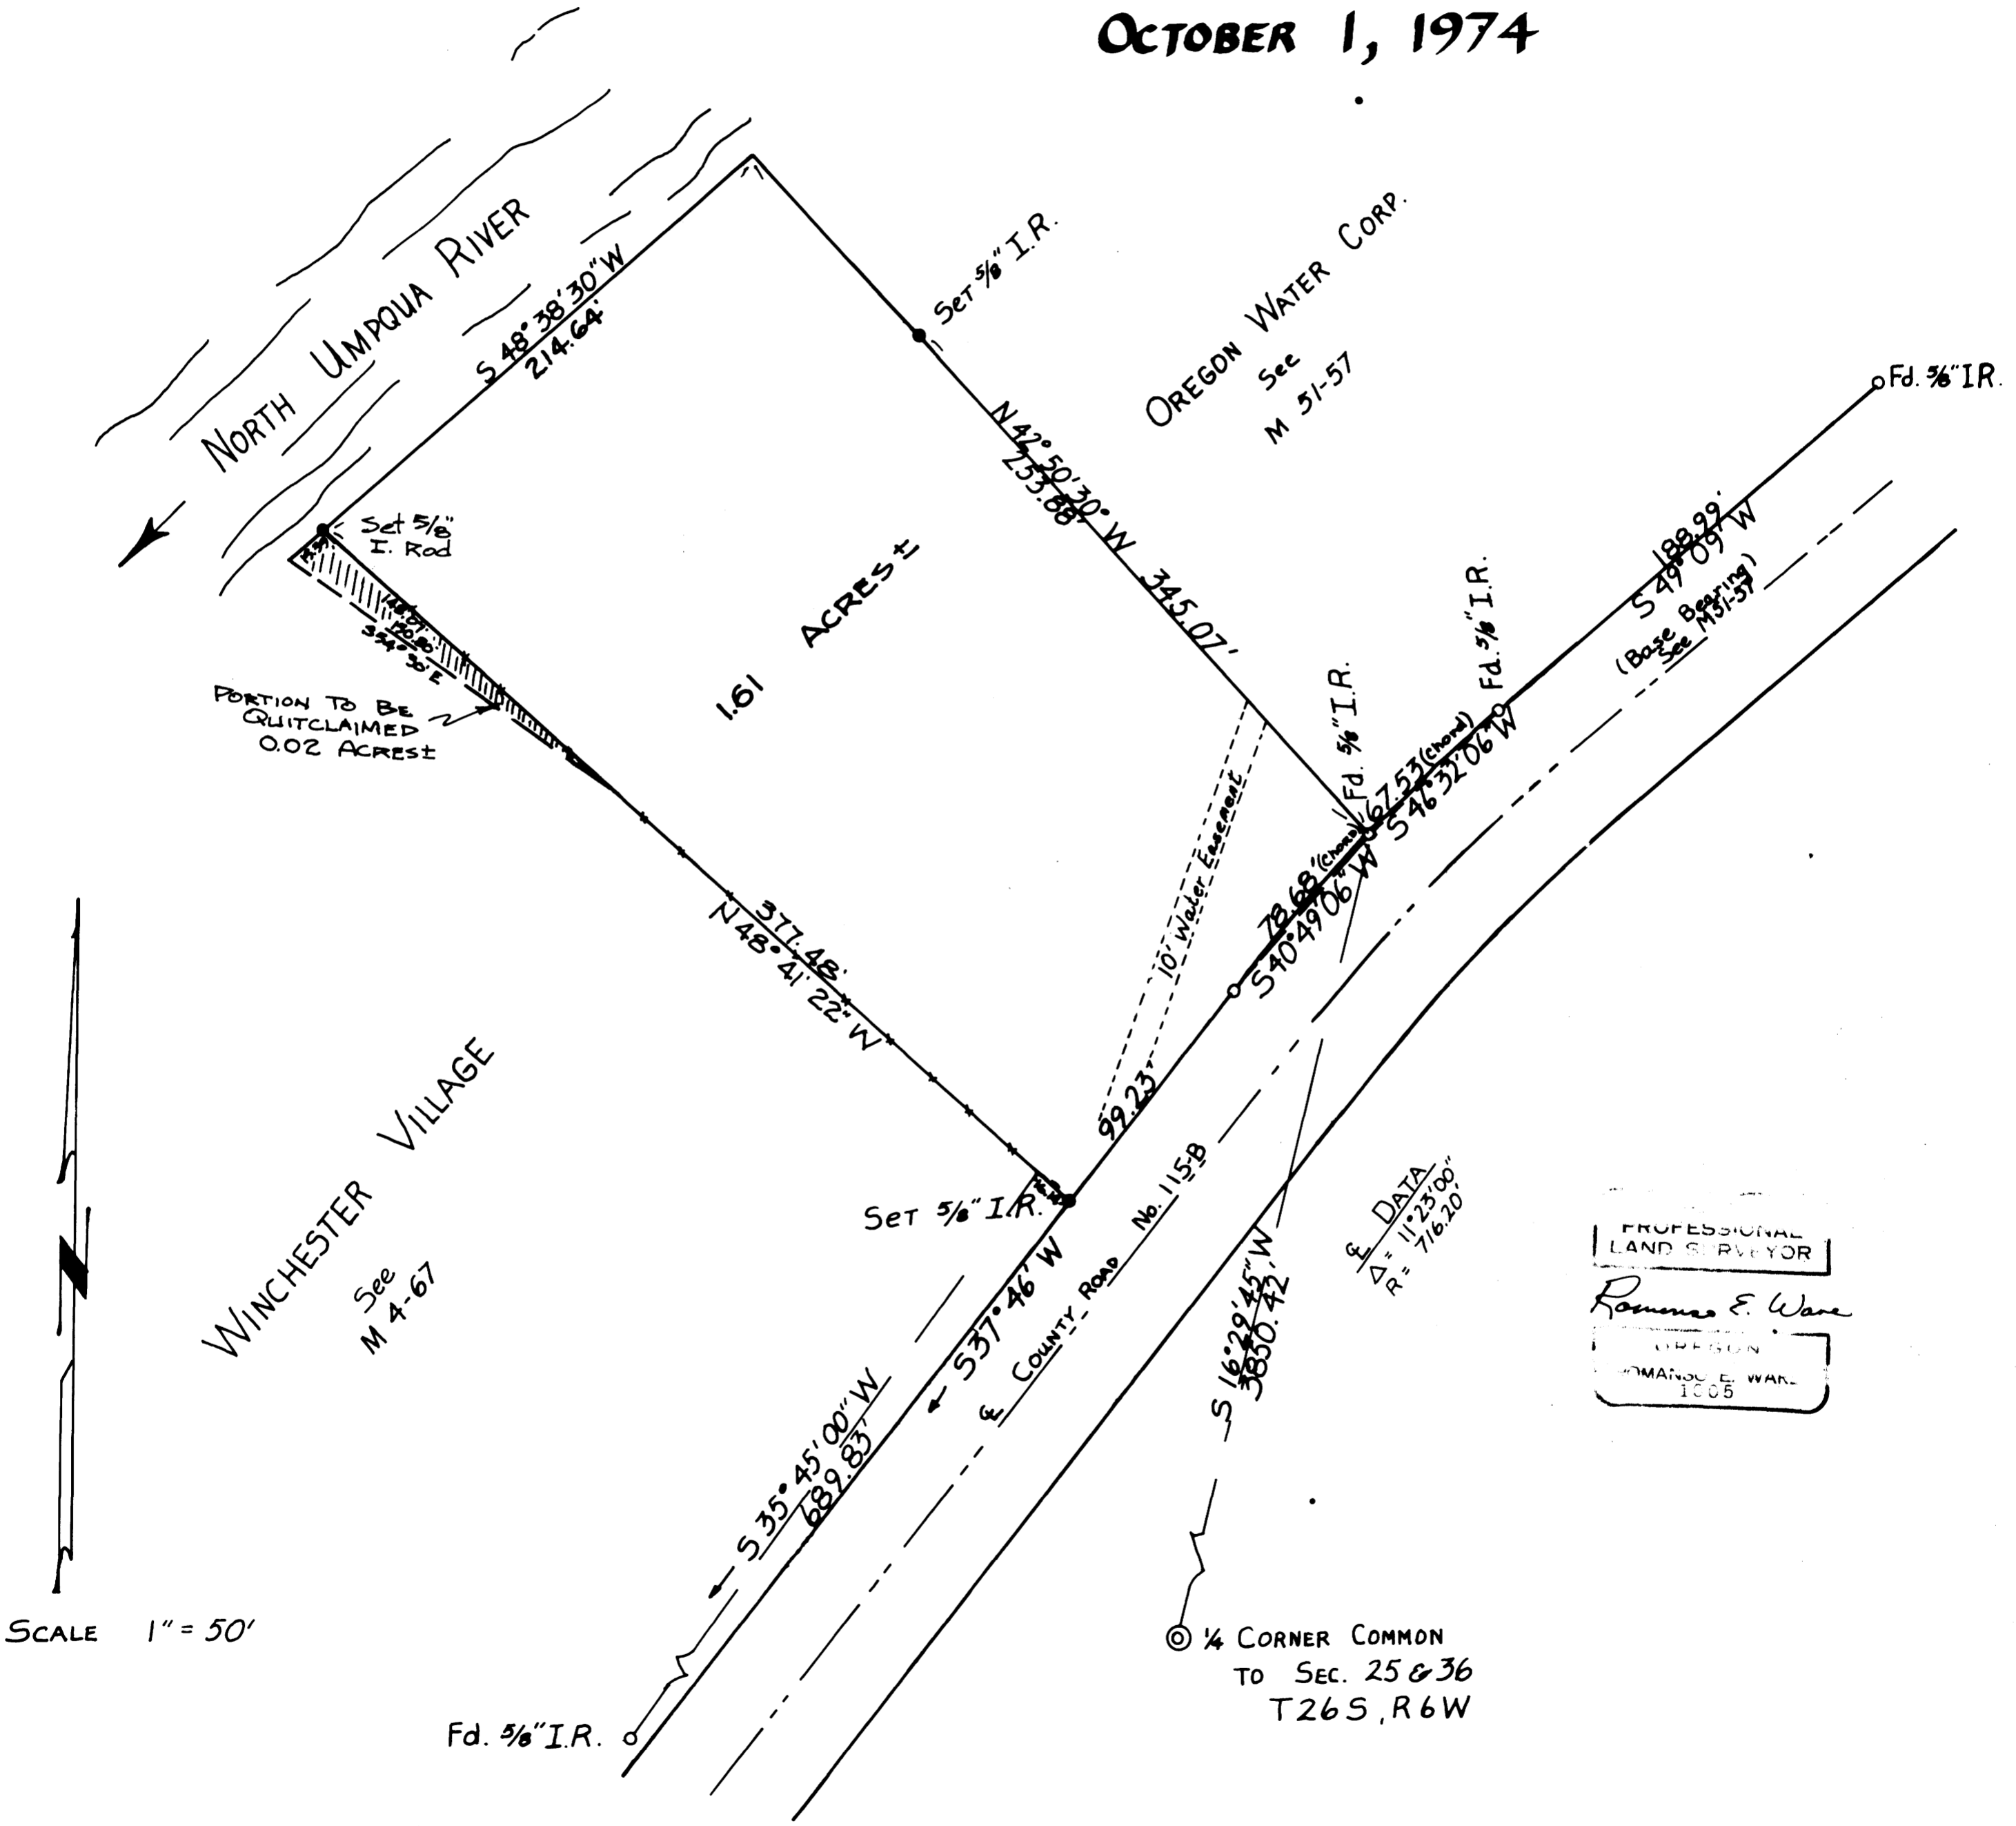 OCTOBER 1, 1974
NORTH UMPQUA RIVER
S 48° 38' 30" W
214.64'
Set 5/8" I.R.
OREGON WATER CORP.
See
M 51-57
Fd. 5/8" I.R.
N 42° 50' 30" W 345.07'
233.88'
Set 5/8"
I. Rod
188.99'
S 49° 09' W
(Base Bearing)
See M51-57
Fd. 5/8" I.R.
Fd. 5/8" I.R.
1.61 ACRES±
S54° 30' E
PORTION TO BE
QUITCLAIMED
0.02 ACRES±
67.53 (Chord)
S 46° 32' 06" W
78.68' (Chord)
S 40° 49' 06" W
10' Water Easement
377.48'
N 48° 41' 22" W
99.23'
WINCHESTER VILLAGE
See
M 4-67
Set 5/8" I.R.
S 37° 46' W
℄ COUNTY ROAD No. 115-B
S 16° 29' 45" W
3850.42'
℄ DATA
Δ = 11° 23' 00"
R = 716.20'
PROFESSIONAL
LAND SURVEYOR
Romanso E. Ware
OREGON
ROMANSO E. WARE
1005
S 35° 45' 00" W
689.83'
SCALE 1" = 50'
1/4 CORNER COMMON
TO SEC. 25 & 36
T26S, R6W
Fd. 5/8" I.R.